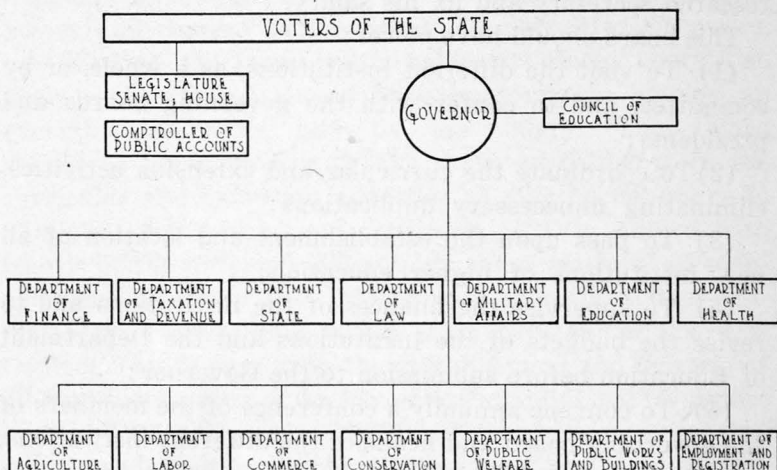 VOTERS OF THE STATE
LEGISLATURE
SENATE, HOUSE
COMPTROLLER OF
PUBLIC ACCOUNTS
GOVERNOR
COUNCIL OF
EDUCATION
DEPARTMENT
OF
FINANCE
DEPARTMENT
OF TAXATION
AND REVENUE
DEPARTMENT
OF
STATE
DEPARTMENT
OF
LAW
DEPARTMENT
OF MILITARY
AFFAIRS
DEPARTMENT
OF
EDUCATION
DEPARTMENT
OF
HEALTH
DEPARTMENT
OF
AGRICULTURE
DEPARTMENT
OF
LABOR
DEPARTMENT
OF
COMMERCE
DEPARTMENT
OF
CONSERVATION
DEPARTMENT
OF PUBLIC
WELFARE
DEPARTMENT OF
PUBLIC WORKS
AND BUILDINGS
DEPARTMENT OF
EMPLOYMENT AND
REGISTRATION